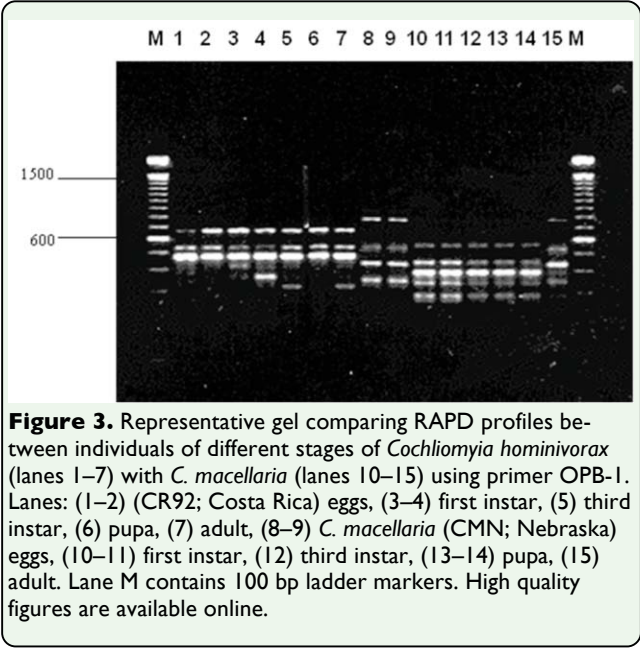 M 1 2 3 4 5 6 7 8 9 10 11 12 13 14 15 M
1500
600
Figure 3. Representative gel comparing RAPD profiles be-
tween individuals of different stages of Cochliomyia hominivorax
(lanes 1–7) with C. macellaria (lanes 10–15) using primer OPB-1.
Lanes: (1–2) (CR92; Costa Rica) eggs, (3–4) first instar, (5) third
instar, (6) pupa, (7) adult, (8–9) C. macellaria (CMN; Nebraska)
eggs, (10–11) first instar, (12) third instar, (13–14) pupa, (15)
adult. Lane M contains 100 bp ladder markers. High quality
figures are available online.